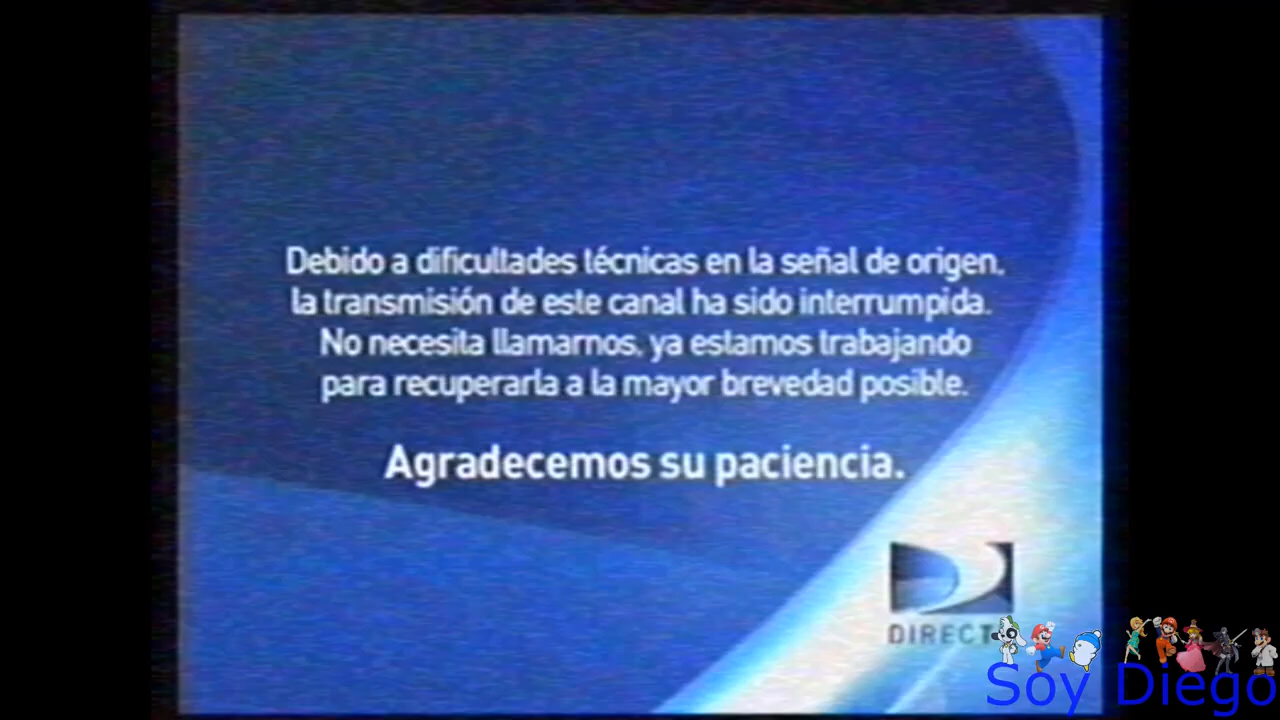 Debido a dificultades técnicas en la señal de origen,
la transmisión de este canal ha sido interrumpida.
No necesita llamarnos, ya estamos trabajando
para recuperarla a la mayor brevedad posible.
Agradecemos su paciencia.
DIRECT
Soy Diego